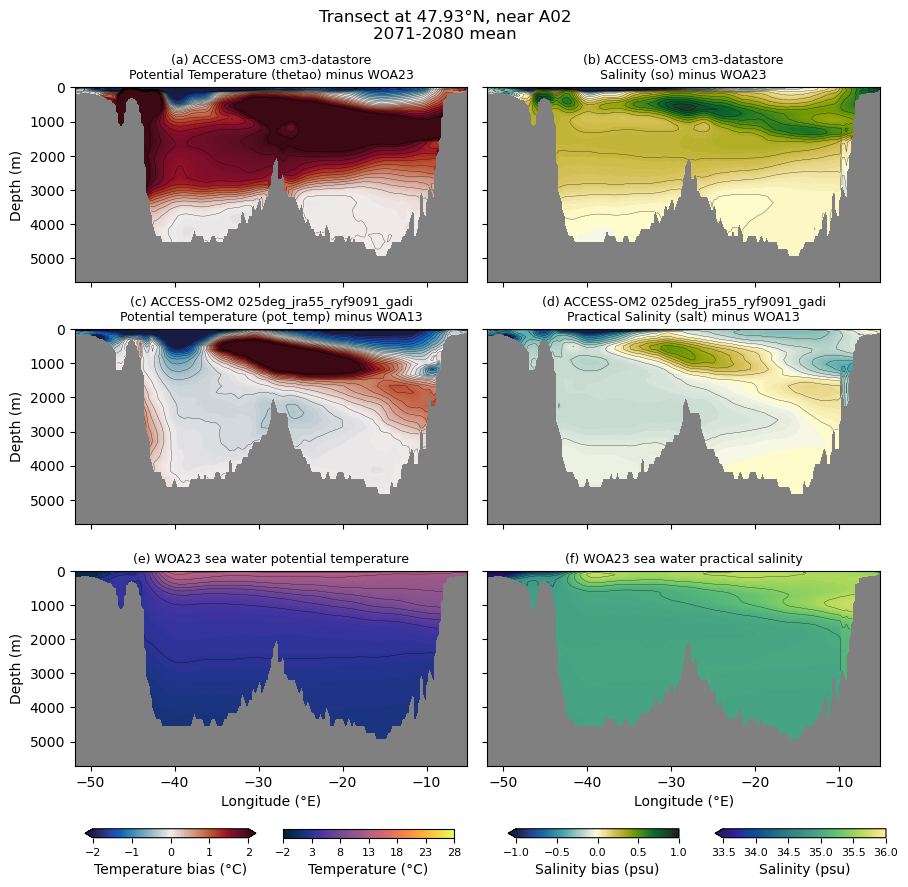 Transect at 47.93°N, near A02
2071-2080 mean
(a) ACCESS-OM3 cm3-datastore
Potential Temperature (thetao) minus WOA23
(b) ACCESS-OM3 cm3-datastore
Salinity (so) minus WOA23
0
1000
2000
3000
4000
5000
Depth (m)
(c) ACCESS-OM2 025deg_jra55_ryf9091_gadi
Potential temperature (pot_temp) minus WOA13
(d) ACCESS-OM2 025deg_jra55_ryf9091_gadi
Practical Salinity (salt) minus WOA13
0
1000
2000
3000
4000
5000
Depth (m)
(e) WOA23 sea water potential temperature
(f) WOA23 sea water practical salinity
0
1000
2000
3000
4000
5000
Depth (m)
−50 −40 −30 −20 −10
Longitude (°E)
−50 −40 −30 −20 −10
Longitude (°E)
−2 −1 0 1 2
Temperature bias (°C)
−2 3 8 13 18 23 28
Temperature (°C)
−1.0 −0.5 0.0 0.5 1.0
Salinity bias (psu)
33.5 34.0 34.5 35.0 35.5 36.0
Salinity (psu)